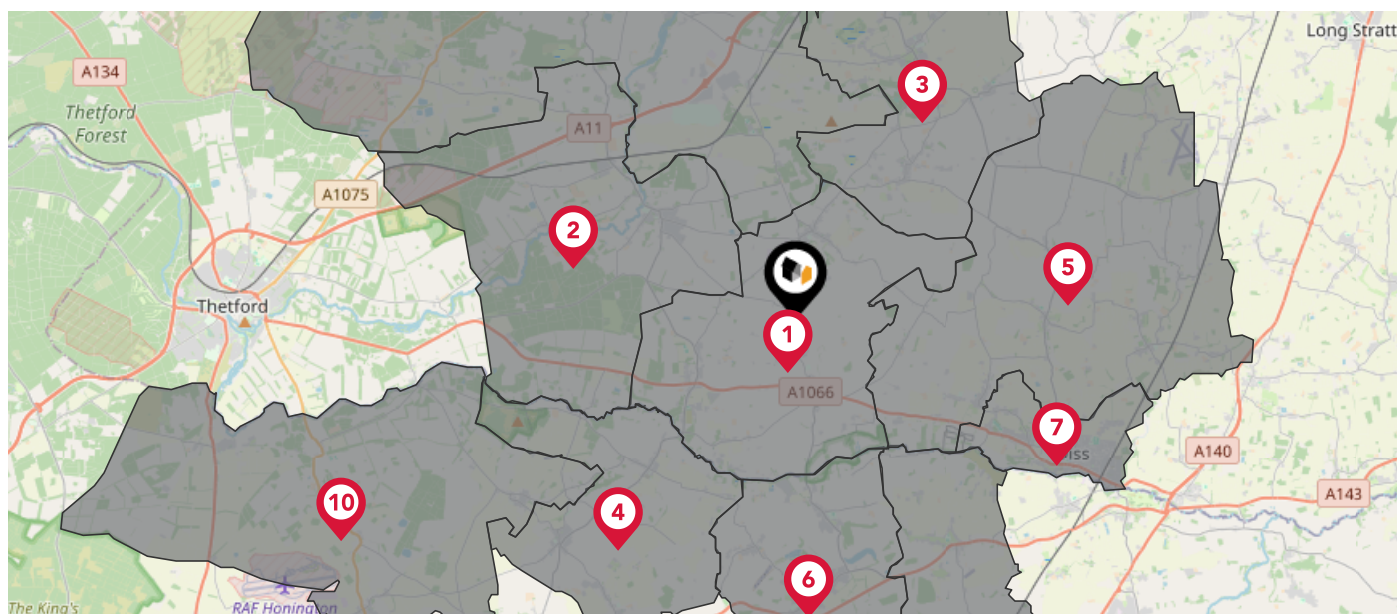 Long Stratt
A134
3
Thetford
Forest
A11
A1075
2
5
Thetford
1
A1066
7
iss
A140
10
4
A143
6
The King's
RAF Honington